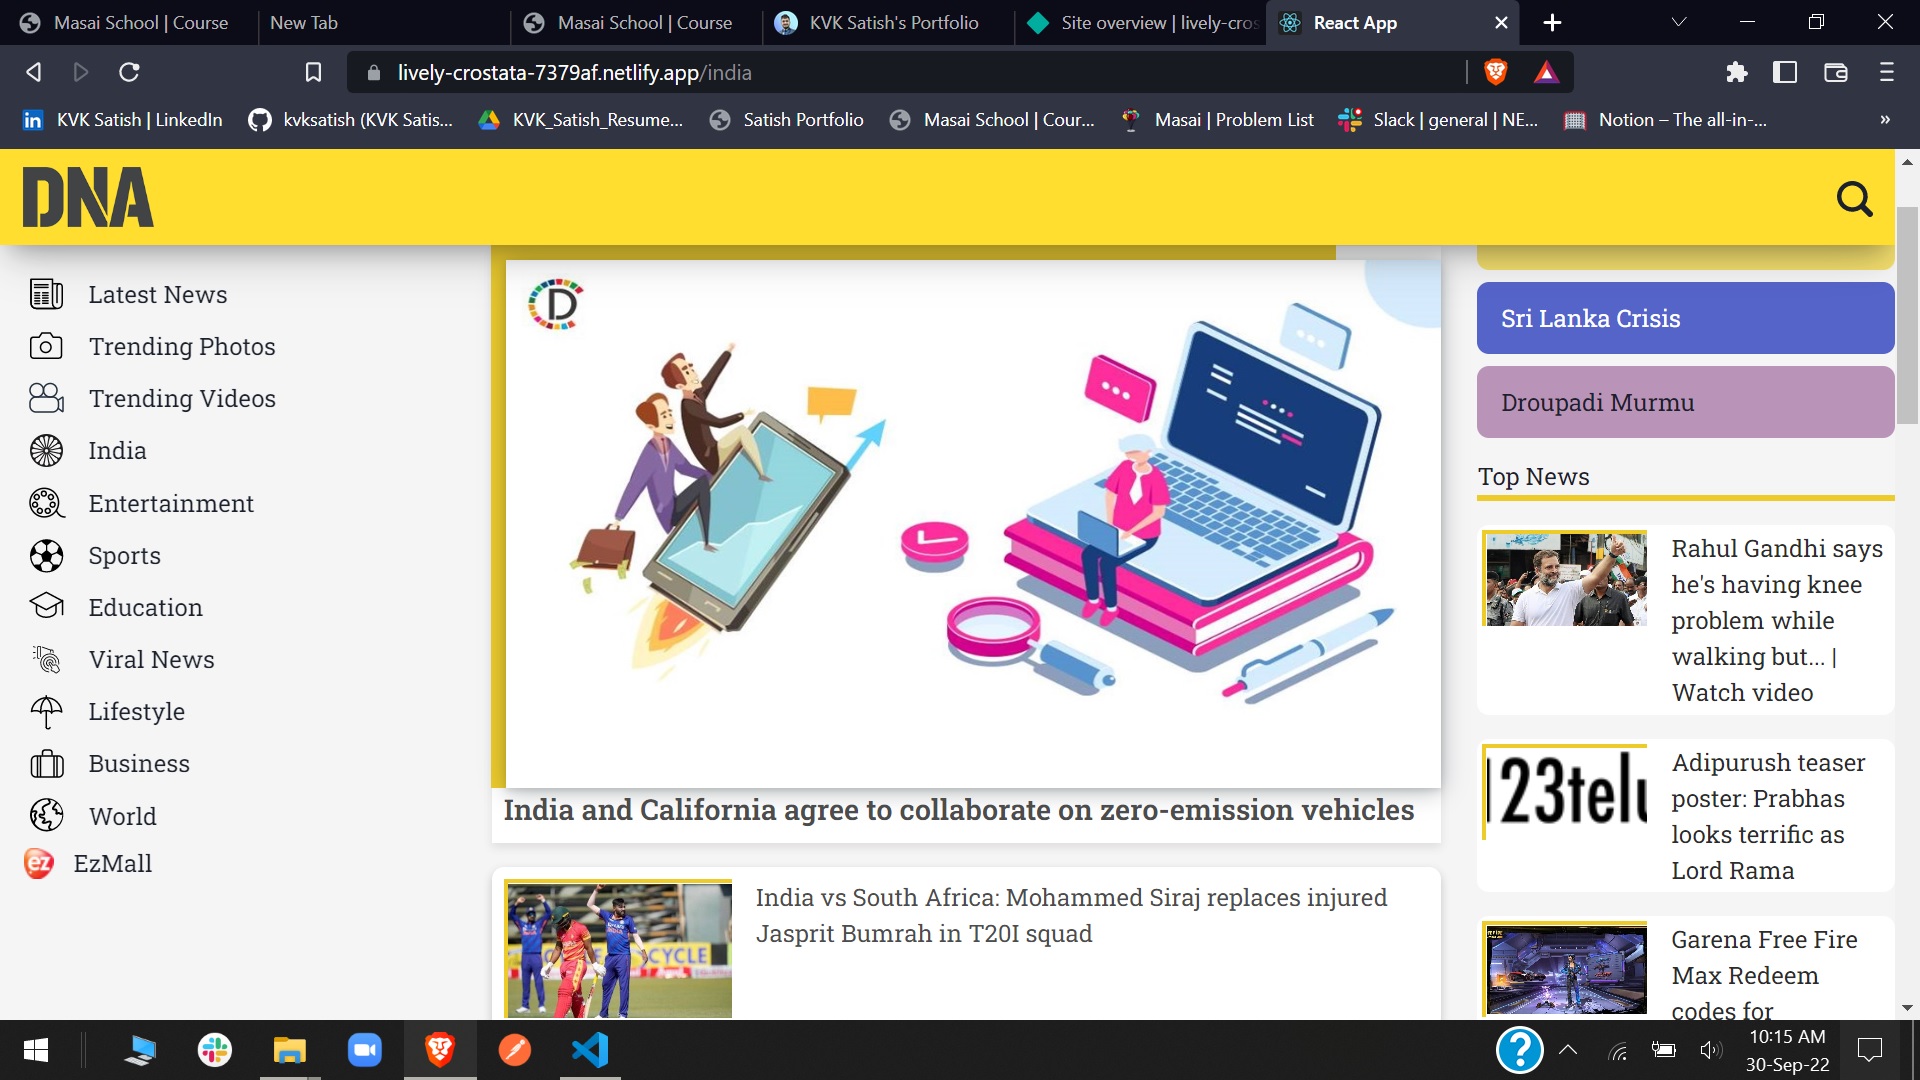 Masai School | Course
New Tab
Masai School | Course
KVK Satish's Portfolio
Site overview | lively-cros
React App
lively-crostata-7379af.netlify.app/india
KVK Satish | LinkedIn
kvksatish (KVK Satis...
KVK_Satish_Resume...
Satish Portfolio
Masai School | Cour...
Masai | Problem List
Slack | general | NE...
Notion – The all-in-...
»
DNA
Latest News
Trending Photos
Trending Videos
India
Entertainment
Sports
Education
Viral News
Lifestyle
Business
World
ez EzMall
D
India and California agree to collaborate on zero-emission vehicles
CYCLE
India vs South Africa: Mohammed Siraj replaces injured
Jasprit Bumrah in T20I squad
Sri Lanka Crisis
Droupadi Murmu
Top News
Rahul Gandhi says
he's having knee
problem while
walking but... |
Watch video
123telu
Adipurush teaser
poster: Prabhas
looks terrific as
Lord Rama
Garena Free Fire
Max Redeem
codes for
10:15 AM
30-Sep-22